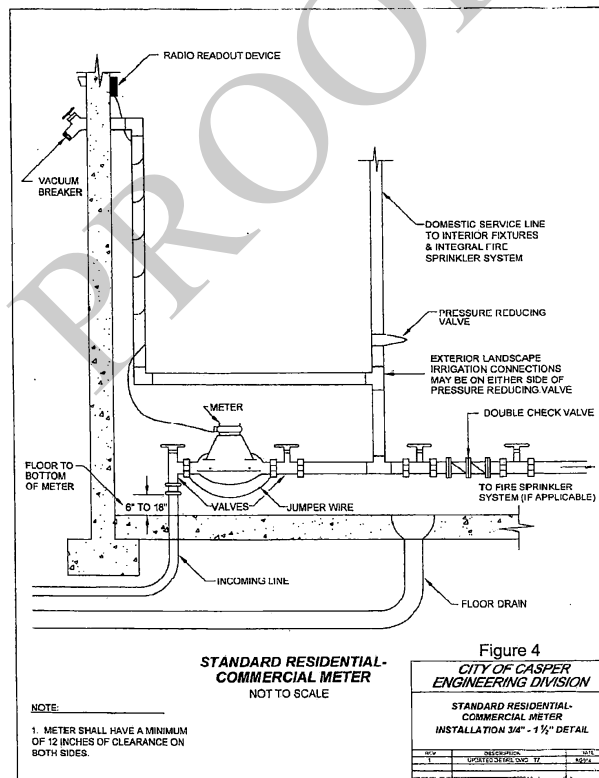 PROOF
RADIO READOUT DEVICE
VACUUM
BREAKER
DOMESTIC SERVICE LINE
TO INTERIOR FIXTURES
& INTEGRAL FIRE
SPRINKLER SYSTEM
PRESSURE REDUCING
VALVE
EXTERIOR LANDSCAPE
IRRIGATION CONNECTIONS
MAY BE ON EITHER SIDE OF
PRESSURE REDUCING VALVE
METER
DOUBLE CHECK VALVE
FLOOR TO
BOTTOM
OF METER
6" TO 18"
VALVES
JUMPER WIRE
TO FIRE SPRINKLER
SYSTEM (IF APPLICABLE)
INCOMING LINE
FLOOR DRAIN
STANDARD RESIDENTIAL-
COMMERCIAL METER
NOT TO SCALE
NOTE:
1. METER SHALL HAVE A MINIMUM
OF 12 INCHES OF CLEARANCE ON
BOTH SIDES.
Figure 4
CITY OF CASPER
ENGINEERING DIVISION
STANDARD RESIDENTIAL-
COMMERCIAL METER
INSTALLATION 3/4" - 1 ½" DETAIL
DESCRIPTION
1 UPDATED DETAIL